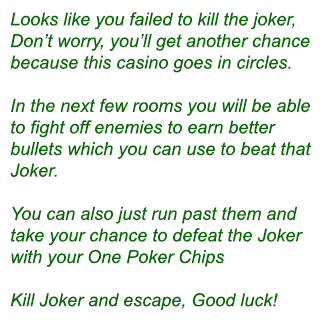 Looks like you failed to kill the joker,
Don't worry, you'll get another chance
because this casino goes in circles.

In the next few rooms you will be able
to fight off enemies to earn better
bullets which you can use to beat that
Joker.

You can also just run past them and
take your chance to defeat the Joker
with your One Poker Chips

Kill Joker and escape, Good luck!